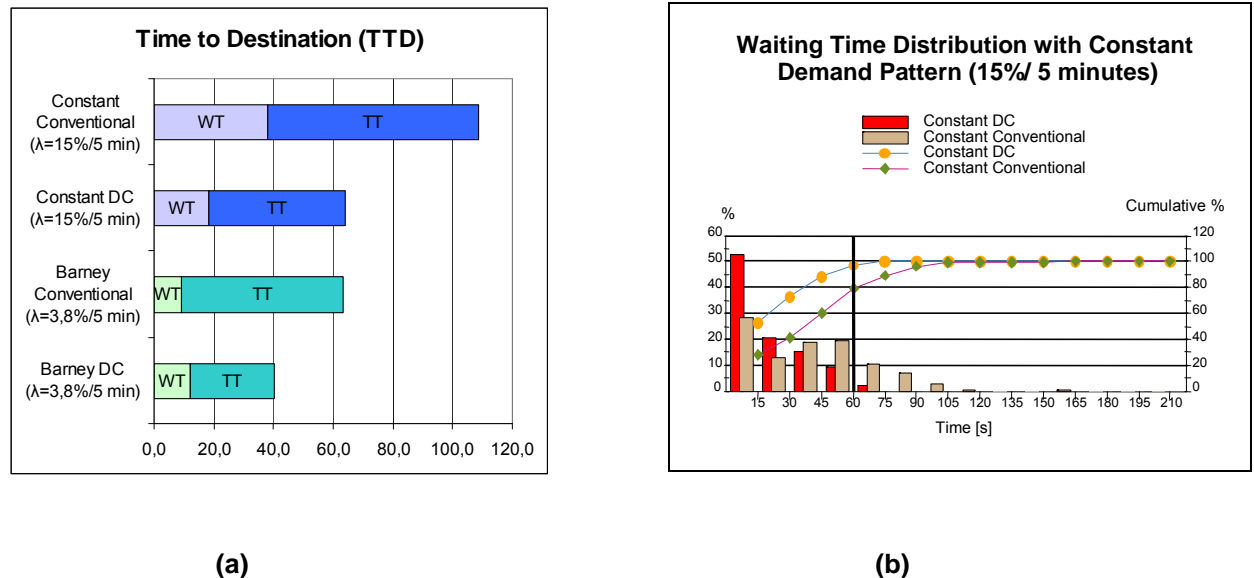 Time to Destination (TTD)
Constant
Conventional
(λ=15%/5 min)
WT TT
Constant DC
(λ=15%/5 min)
WT TT
Barney
Conventional
(λ=3,8%/5 min)
WT TT
Barney DC
(λ=3,8%/5 min)
WT TT
0,0 20,0 40,0 60,0 80,0 100,0 120,0
(a)
Waiting Time Distribution with Constant
Demand Pattern (15%/ 5 minutes)
Constant DC
Constant Conventional
Constant DC
Constant Conventional
% Cumulative %
60 120
50 100
40 80
30 60
20 40
10 20
0 0
15 30 45 60 75 90 105 120 135 150 165 180 195 210
Time [s]
(b)